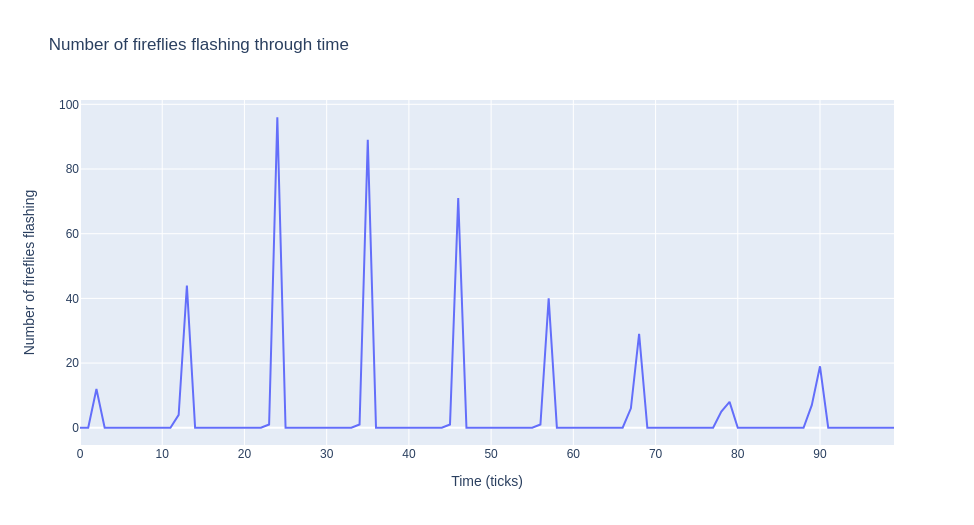 Number of fireflies flashing through time
100
80
60
40
20
0
Number of fireflies flashing
0 10 20 30 40 50 60 70 80 90
Time (ticks)